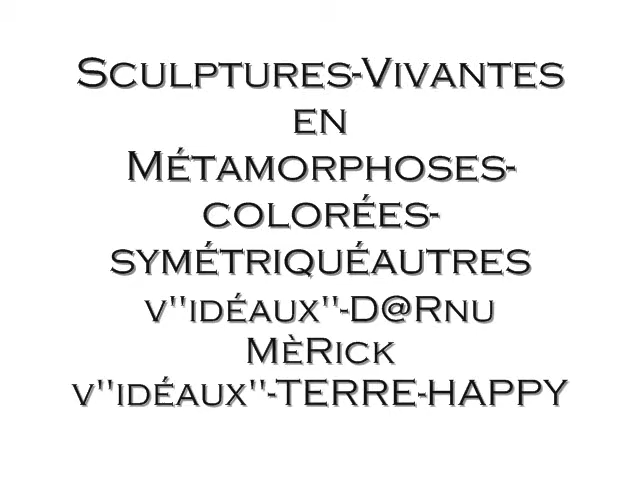 Sculptures-Vivantes
en
Métamorphoses-
colorées-
symétriquéautres
v"idéaux"-D@Rnu
MèRick
v"idéaux"-TERRE-HAPPY